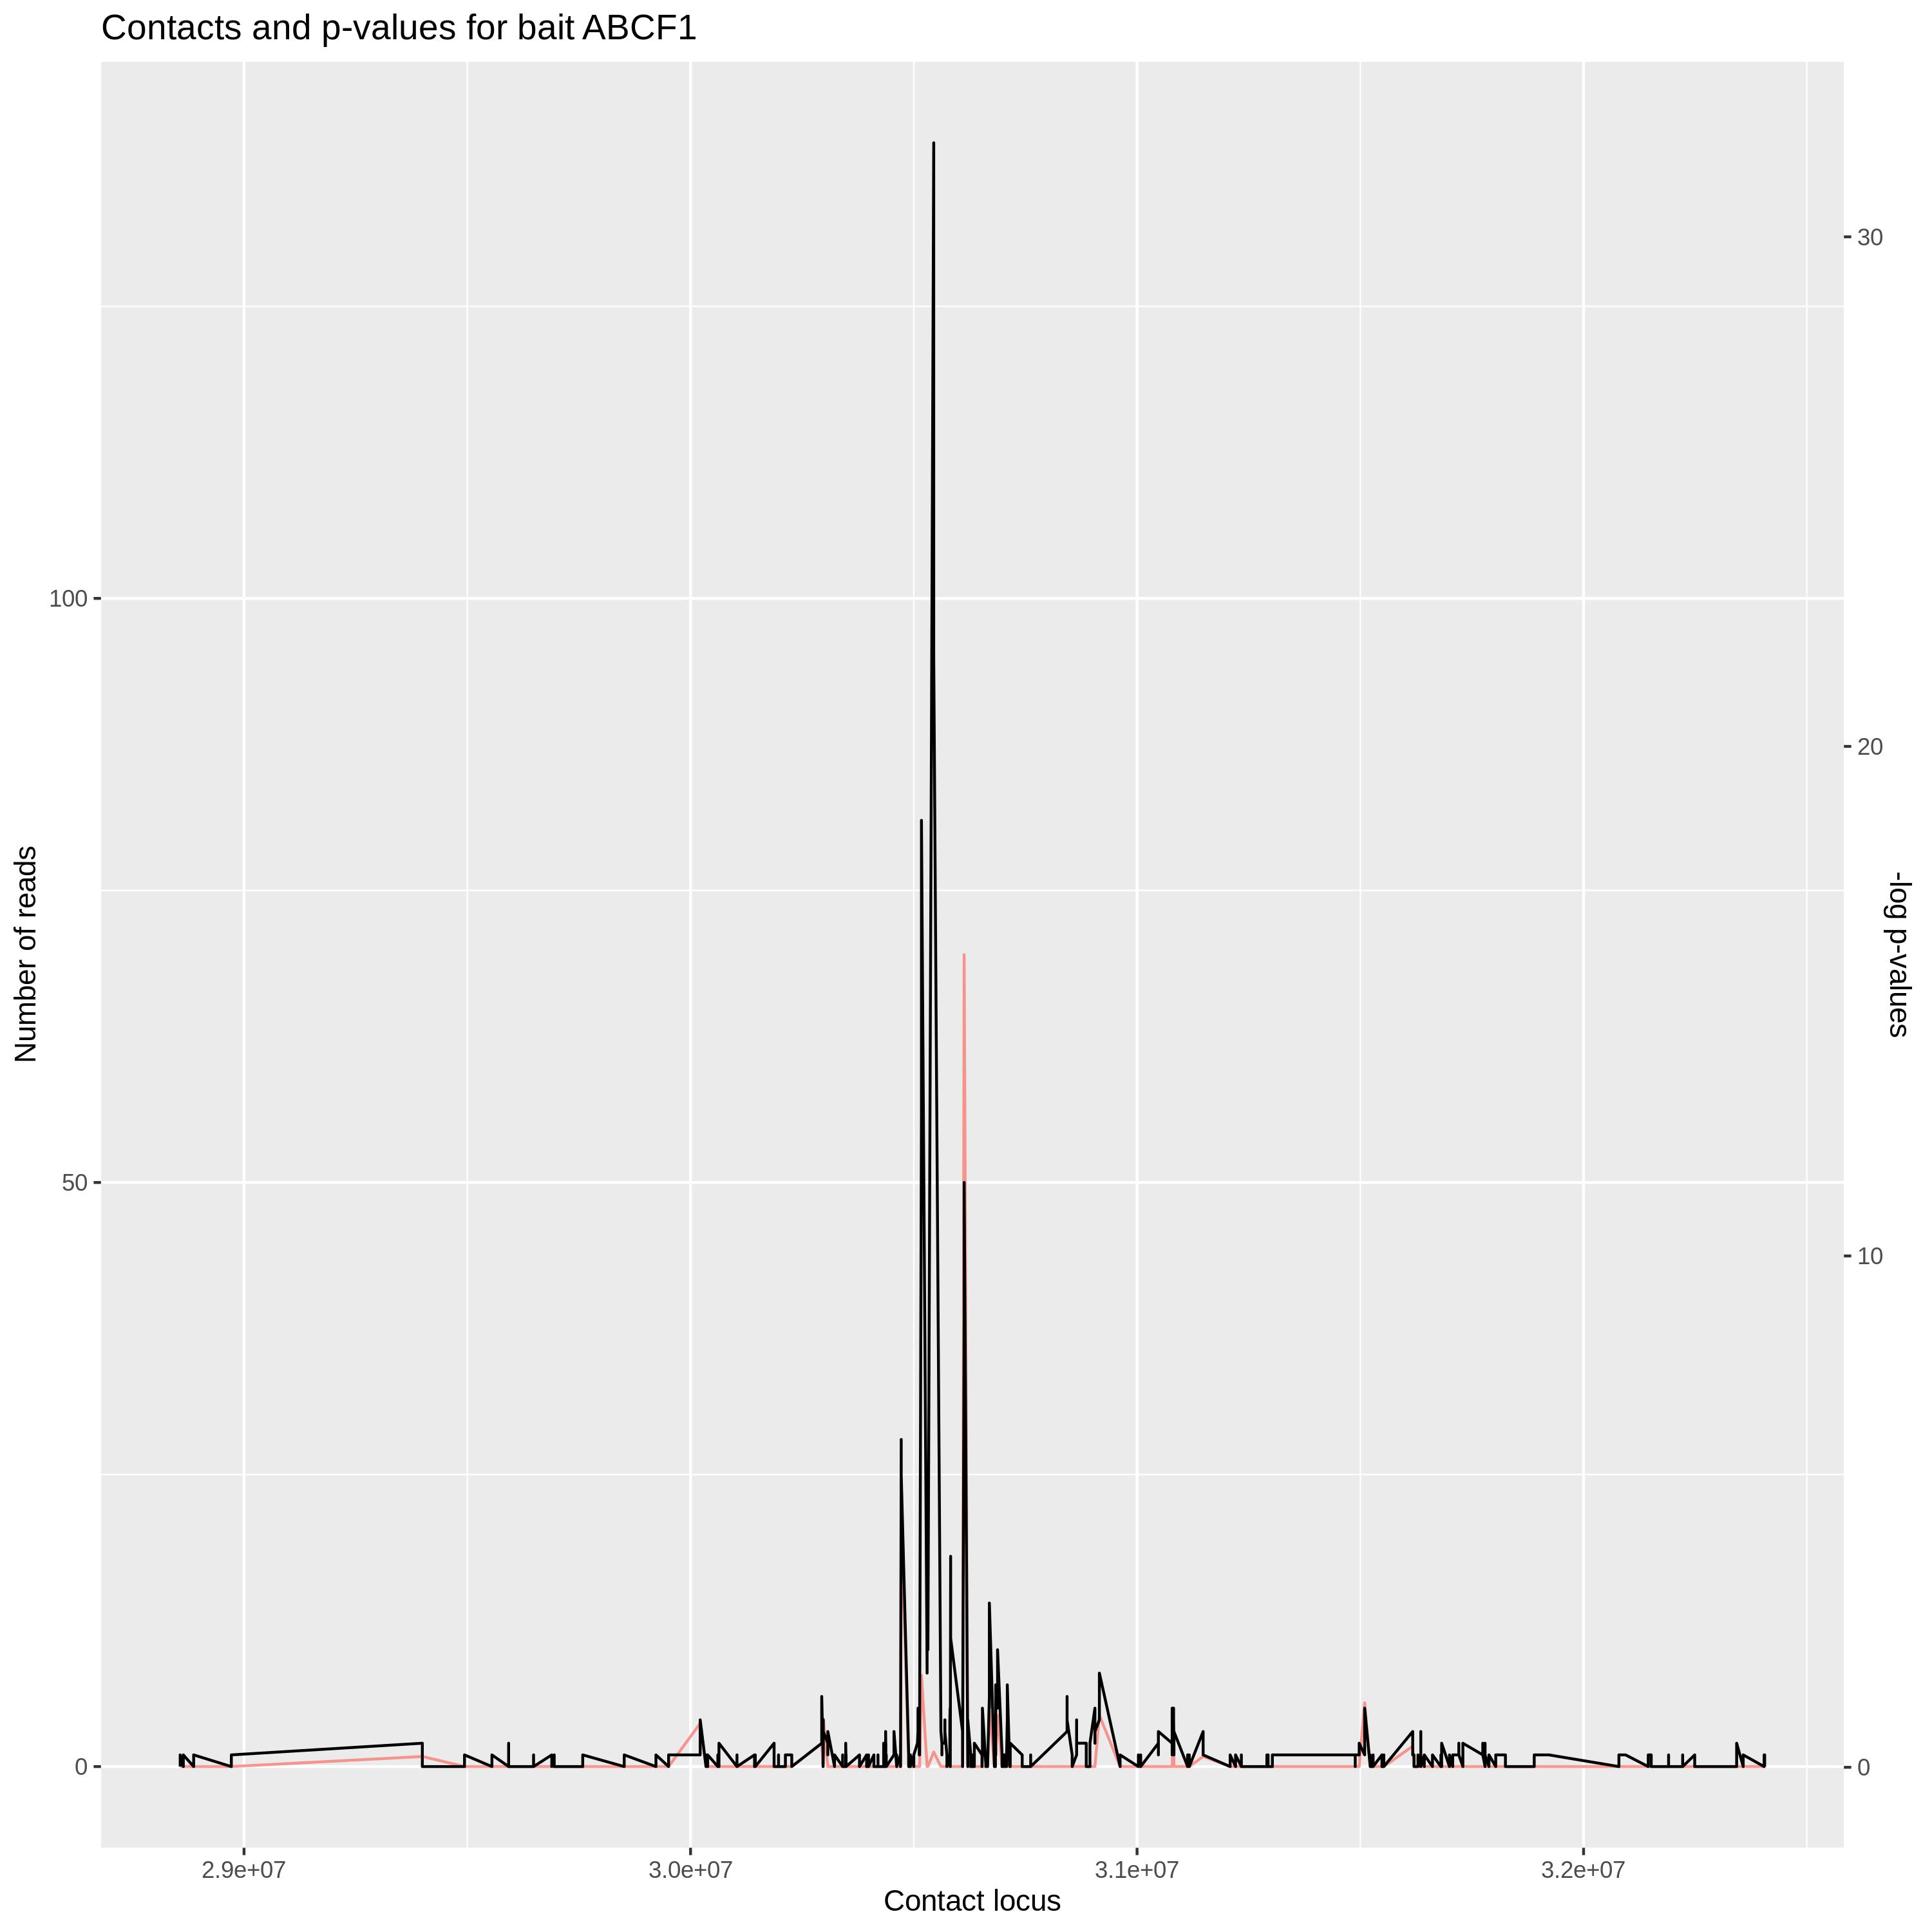 Contacts and p-values for bait ABCF1
Number of reads
100
50
0
-log p-values
30
20
10
0
2.9e+07
3.0e+07
3.1e+07
3.2e+07
Contact locus